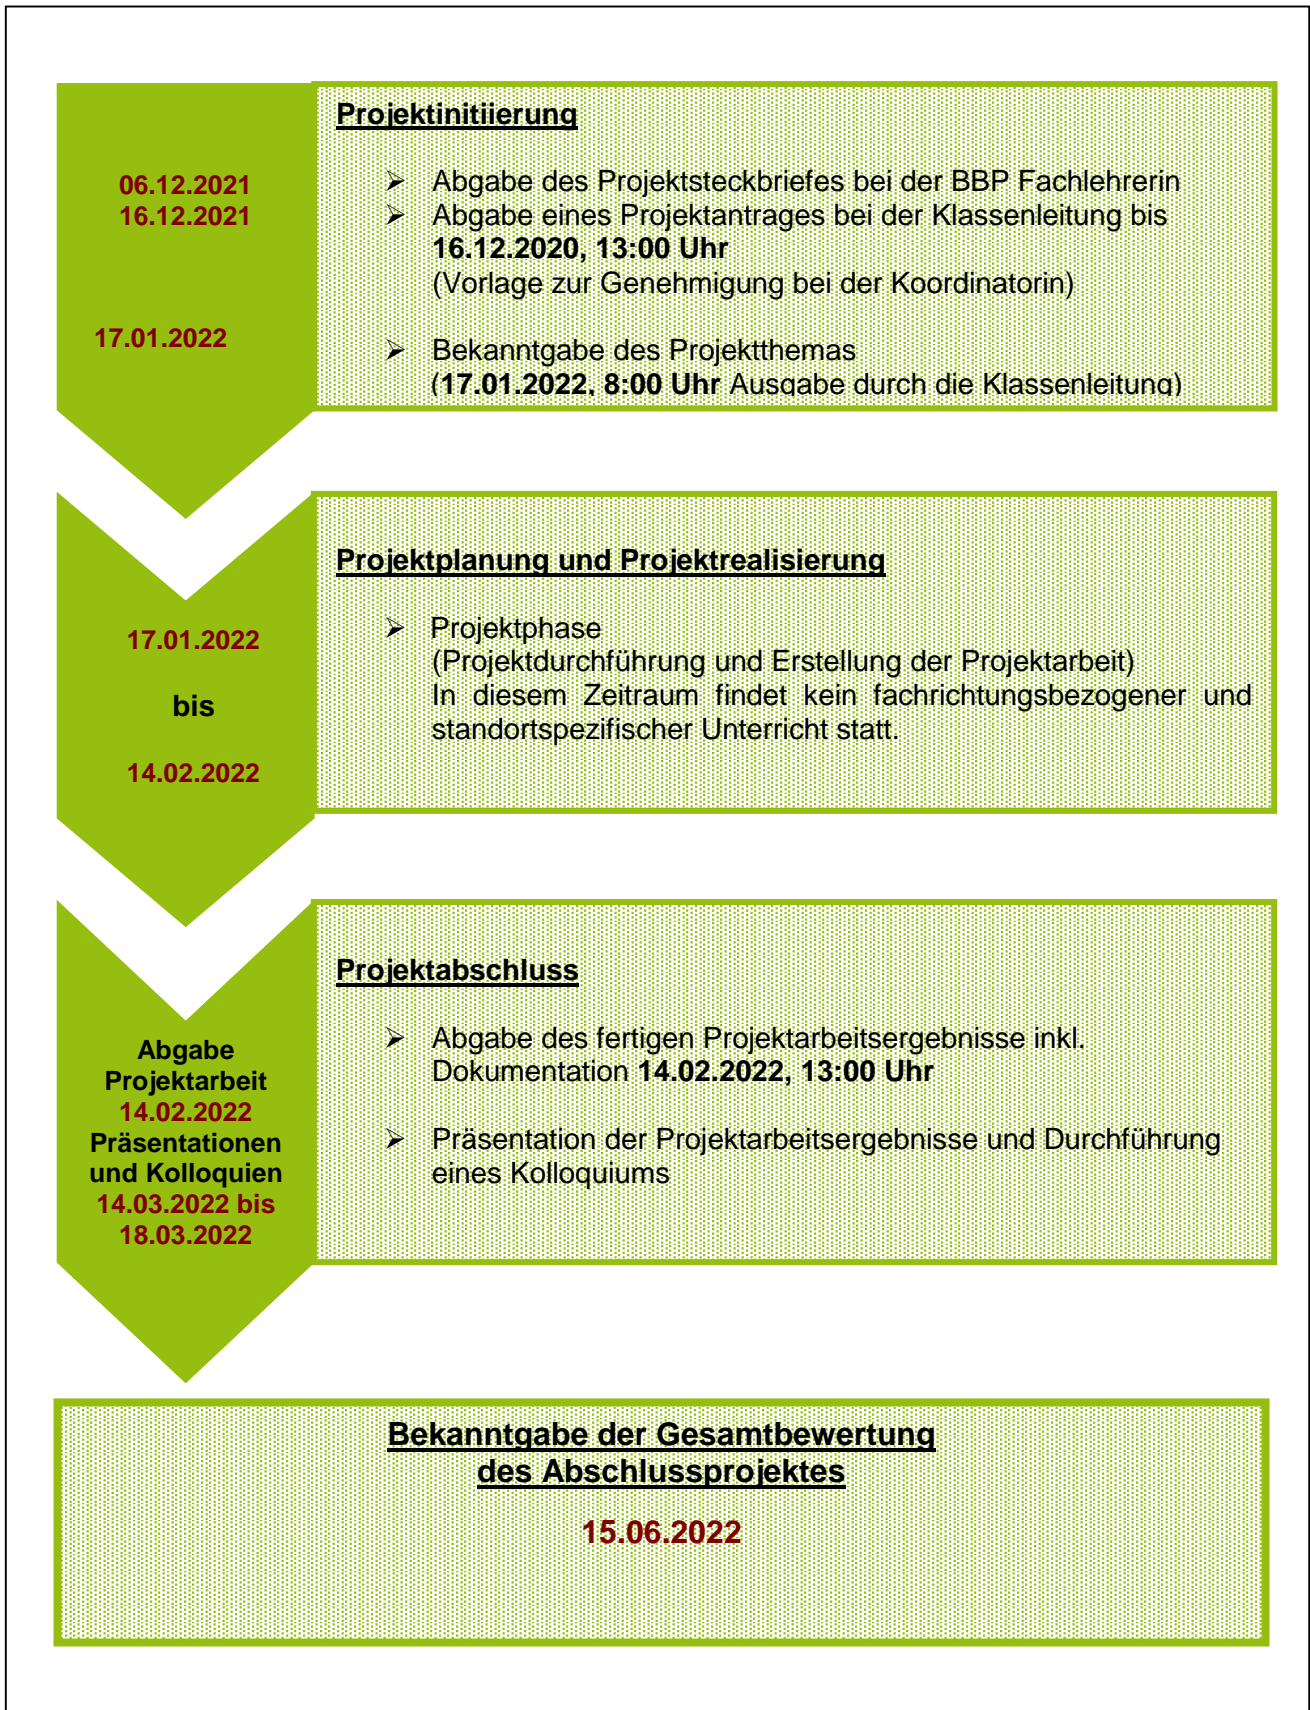 Projektinitiierung
06.12.2021
16.12.2021
➢ Abgabe des Projektsteckbriefes bei der BBP Fachlehrerin
➢ Abgabe eines Projektantrages bei der Klassenleitung bis
16.12.2020, 13:00 Uhr
(Vorlage zur Genehmigung bei der Koordinatorin)
17.01.2022
➢ Bekanntgabe des Projektthemas
(17.01.2022, 8:00 Uhr Ausgabe durch die Klassenleitung)
17.01.2022
bis
14.02.2022
Projektplanung und Projektrealisierung
➢ Projektphase
(Projektdurchführung und Erstellung der Projektarbeit)
In diesem Zeitraum findet kein fachrichtungsbezogener und
standortspezifischer Unterricht statt.
Abgabe
Projektarbeit
14.02.2022
Präsentationen
und Kolloquien
14.03.2022 bis
18.03.2022
Projektabschluss
➢ Abgabe des fertigen Projektarbeitsergebnisse inkl.
Dokumentation 14.02.2022, 13:00 Uhr
➢ Präsentation der Projektarbeitsergebnisse und Durchführung
eines Kolloquiums
Bekanntgabe der Gesamtbewertung
des Abschlussprojektes
15.06.2022